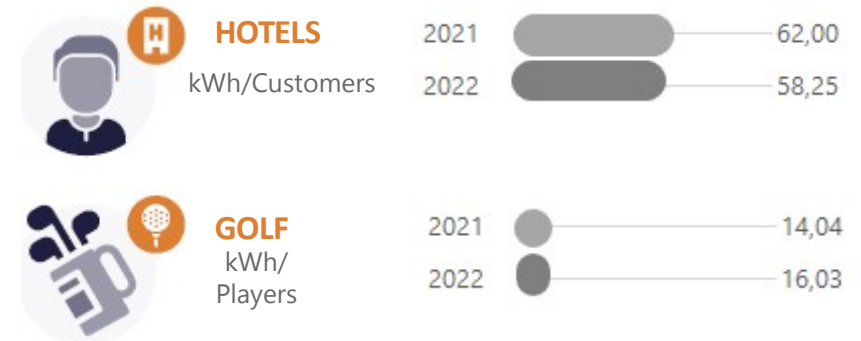 HOTELS
kWh/Customers
2021 62,00
2022 58,25
GOLF
kWh/
Players
2021 14,04
2022 16,03